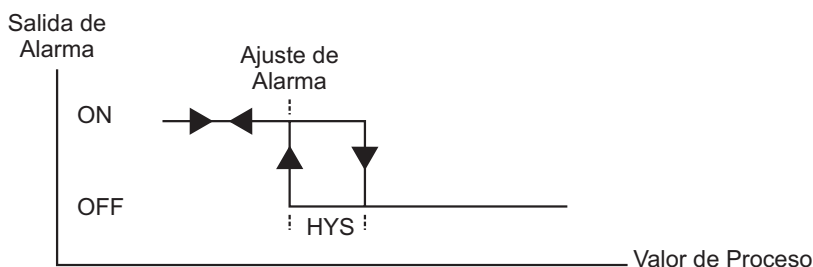 Salida de
Alarma
Ajuste de
Alarma
ON
OFF
HYS
Valor de Proceso